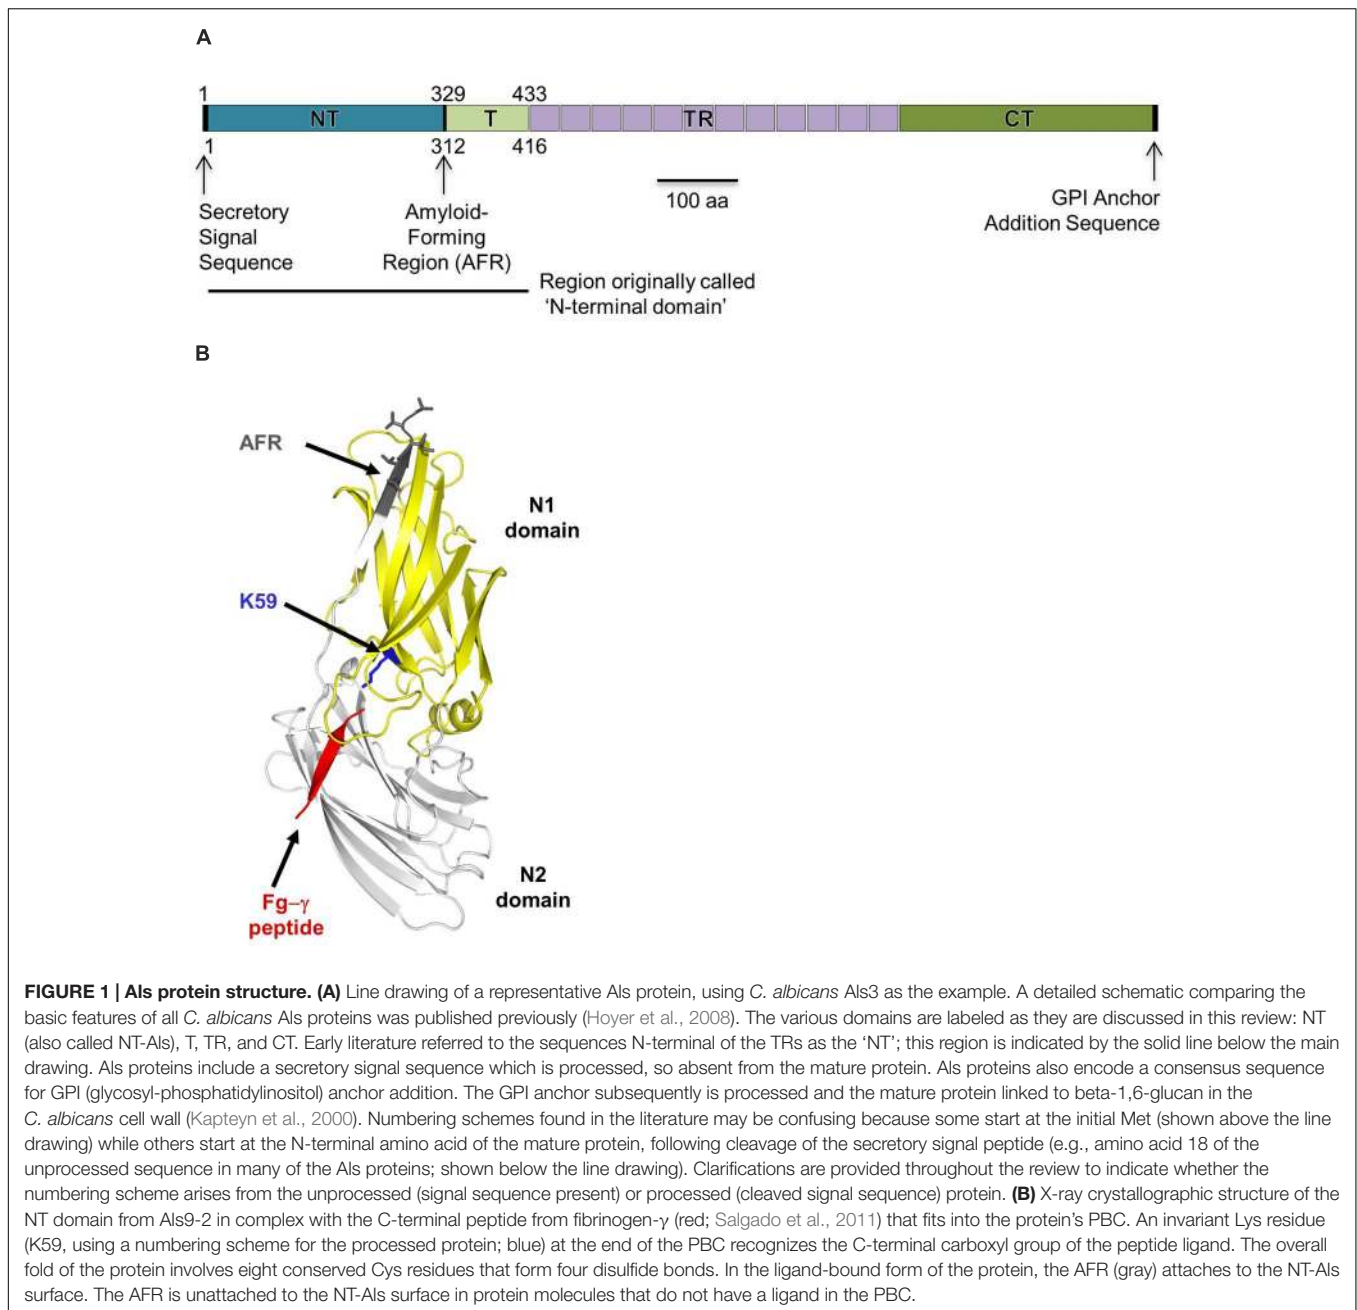 A
1 329 433
NT T TR CT
1 312 416
100 aa
Secretory
Signal
Sequence
Amyloid-
Forming
Region (AFR)
GPI Anchor
Addition Sequence
Region originally called
'N-terminal domain'
B
AFR
N1
domain
K59
N2
domain
Fg–γ
peptide
FIGURE 1 | Als protein structure. (A) Line drawing of a representative Als protein, using C. albicans Als3 as the example. A detailed schematic comparing the
basic features of all C. albicans Als proteins was published previously (Hoyer et al., 2008). The various domains are labeled as they are discussed in this review: NT
(also called NT-Als), T, TR, and CT. Early literature referred to the sequences N-terminal of the TRs as the 'NT'; this region is indicated by the solid line below the main
drawing. Als proteins include a secretory signal sequence which is processed, so absent from the mature protein. Als proteins also encode a consensus sequence
for GPI (glycosyl-phosphatidylinositol) anchor addition. The GPI anchor subsequently is processed and the mature protein linked to beta-1,6-glucan in the
C. albicans cell wall (Kapteyn et al., 2000). Numbering schemes found in the literature may be confusing because some start at the initial Met (shown above the line
drawing) while others start at the N-terminal amino acid of the mature protein, following cleavage of the secretory signal peptide (e.g., amino acid 18 of the
unprocessed sequence in many of the Als proteins; shown below the line drawing). Clarifications are provided throughout the review to indicate whether the
numbering scheme arises from the unprocessed (signal sequence present) or processed (cleaved signal sequence) protein. (B) X-ray crystallographic structure of the
NT domain from Als9-2 in complex with the C-terminal peptide from fibrinogen-γ (red; Salgado et al., 2011) that fits into the protein's PBC. An invariant Lys residue
(K59, using a numbering scheme for the processed protein; blue) at the end of the PBC recognizes the C-terminal carboxyl group of the peptide ligand. The overall
fold of the protein involves eight conserved Cys residues that form four disulfide bonds. In the ligand-bound form of the protein, the AFR (gray) attaches to the NT-Als
surface. The AFR is unattached to the NT-Als surface in protein molecules that do not have a ligand in the PBC.